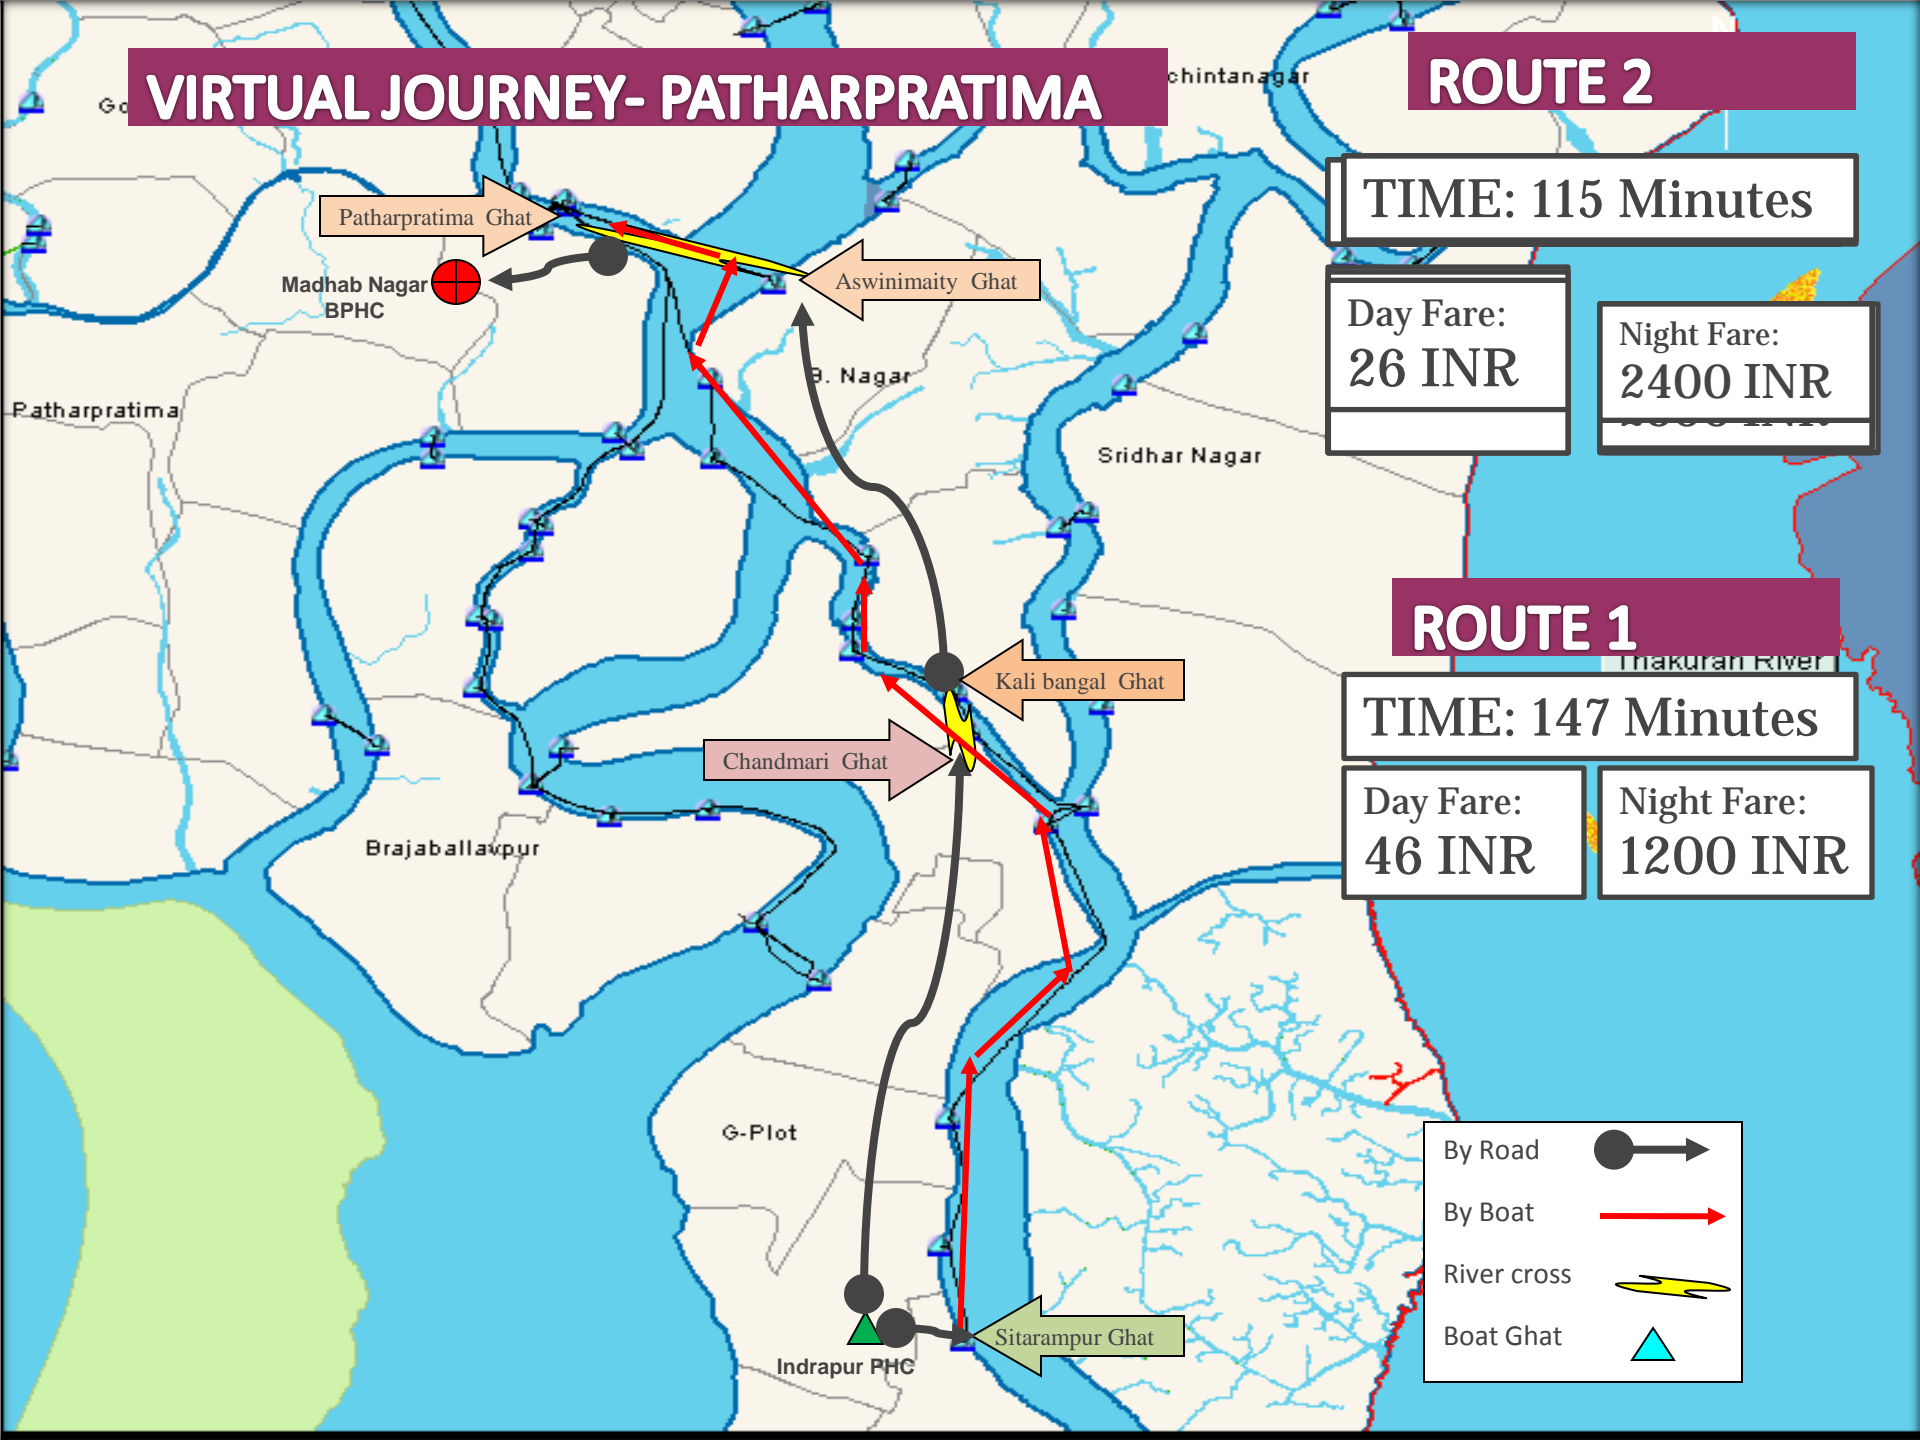 VIRTUAL JOURNEY- PATHARPRATIMA
ROUTE 2
N
chintanagar
Go
TIME: 115 Minutes
Patharpratima Ghat
Madhab Nagar
BPHC
Aswinimaity Ghat
Day Fare:
26 INR
Night Fare:
2400 INR
B. Nagar
Patharpratima
Sridhar Nagar
ROUTE 1
Thakuran River
TIME: 147 Minutes
Kali bangal Ghat
Chandmari Ghat
Day Fare:
46 INR
Night Fare:
1200 INR
Brajaballavpur
G-Plot
By Road
By Boat
River cross
Boat Ghat
Sitarampur Ghat
Indrapur PHC